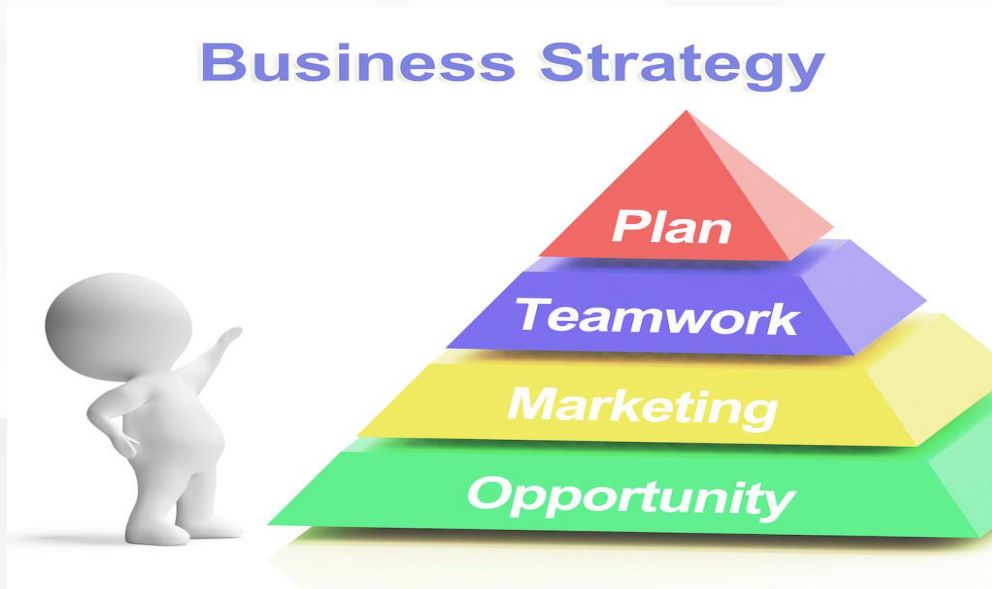 Business Strategy
Plan
Teamwork
Marketing
Opportunity